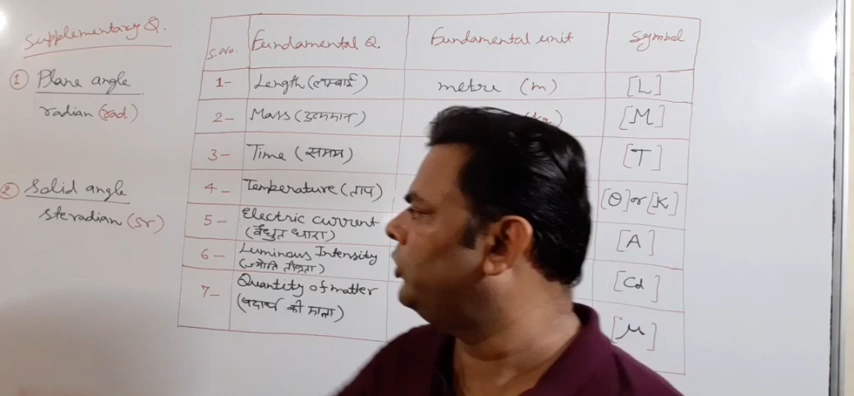 Supplementary Q.
① Plane angle
radian (rad)
② Solid angle
steradian (sr)
S.No. Fundamental Q. Fundamental unit Symbol
1- Length (लम्बाई) metre (m) [L]
2- Mass (द्रव्यमान) (kg) [M]
3- Time (समय) [T]
4- Temperature (ताप) [θ] or [K]
5- Electric current [A]
(वैधुत धारा)
6- Luminous Intensity [Cd]
(ज्योति तीव्रता)
7- Quantity of matter
(पदार्थ की मात्रा)